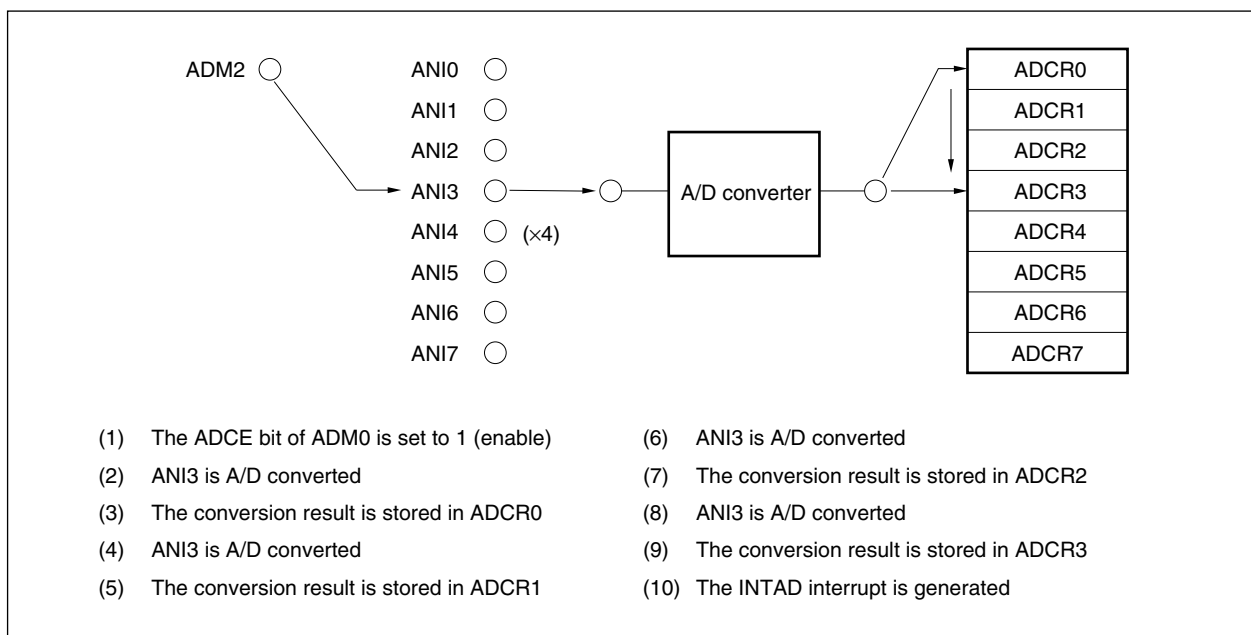 ADM2
ANI0
ANI1
ANI2
ANI3
ANI4 (×4)
ANI5
ANI6
ANI7
A/D converter
ADCR0
ADCR1
ADCR2
ADCR3
ADCR4
ADCR5
ADCR6
ADCR7
(1) The ADCE bit of ADM0 is set to 1 (enable)
(2) ANI3 is A/D converted
(3) The conversion result is stored in ADCR0
(4) ANI3 is A/D converted
(5) The conversion result is stored in ADCR1
(6) ANI3 is A/D converted
(7) The conversion result is stored in ADCR2
(8) ANI3 is A/D converted
(9) The conversion result is stored in ADCR3
(10) The INTAD interrupt is generated